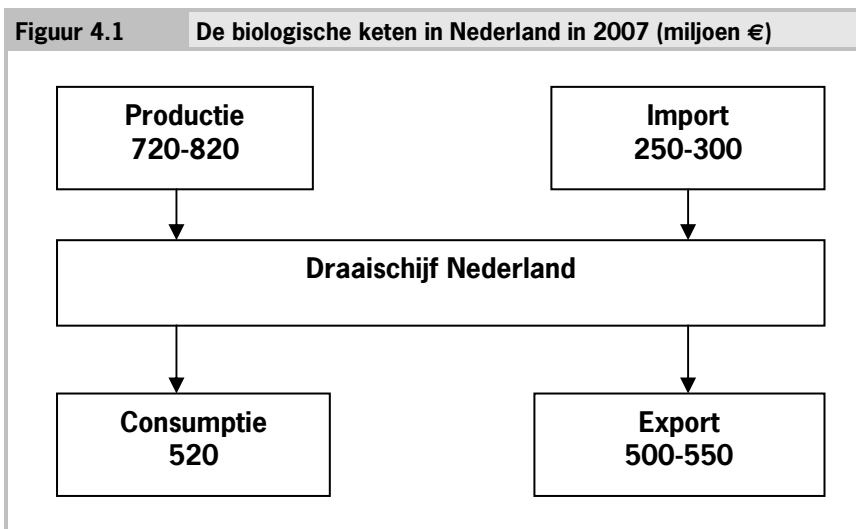 Figuur 4.1 De biologische keten in Nederland in 2007 (miljoen €)
Productie
720-820
Import
250-300
Draaischijf Nederland
Consumptie
520
Export
500-550